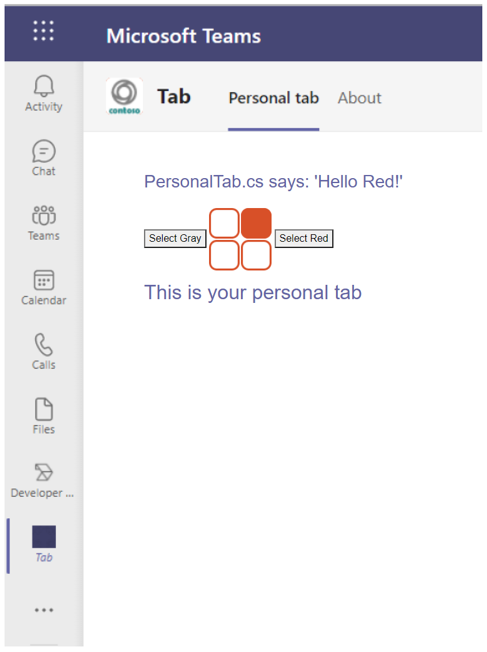 Microsoft Teams
contoso
Tab
Personal tab
About
Activity
Chat
Teams
Calendar
Calls
Files
Developer ...
Tab
PersonalTab.cs says: 'Hello Red!'
Select Gray
Select Red
This is your personal tab